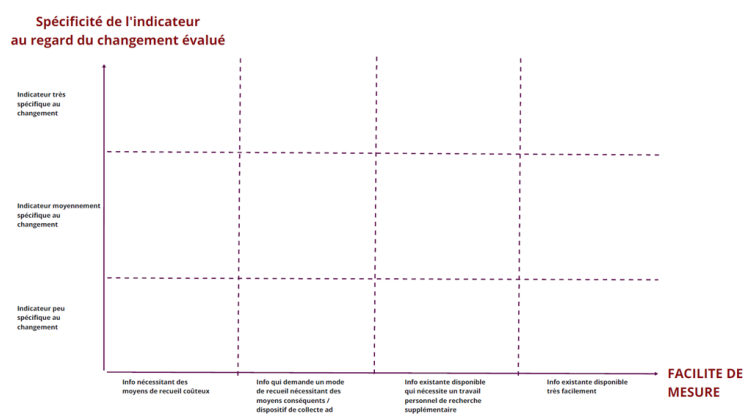 Spécificité de l'indicateur
au regard du changement évalué
Indicateur très
spécifique au
changement
Indicateur moyennement
spécifique au
changement
Indicateur peu
spécifique au
changement
Info nécessitant des
moyens de recueil coûteux
Info qui demande un mode
de recueil nécessitant des
moyens conséquents /
dispositif de collecte ad
Info existante disponible
qui nécessite un travail
personnel de recherche
supplémentaire
Info existante disponible
très facilement
FACILITE DE
MESURE